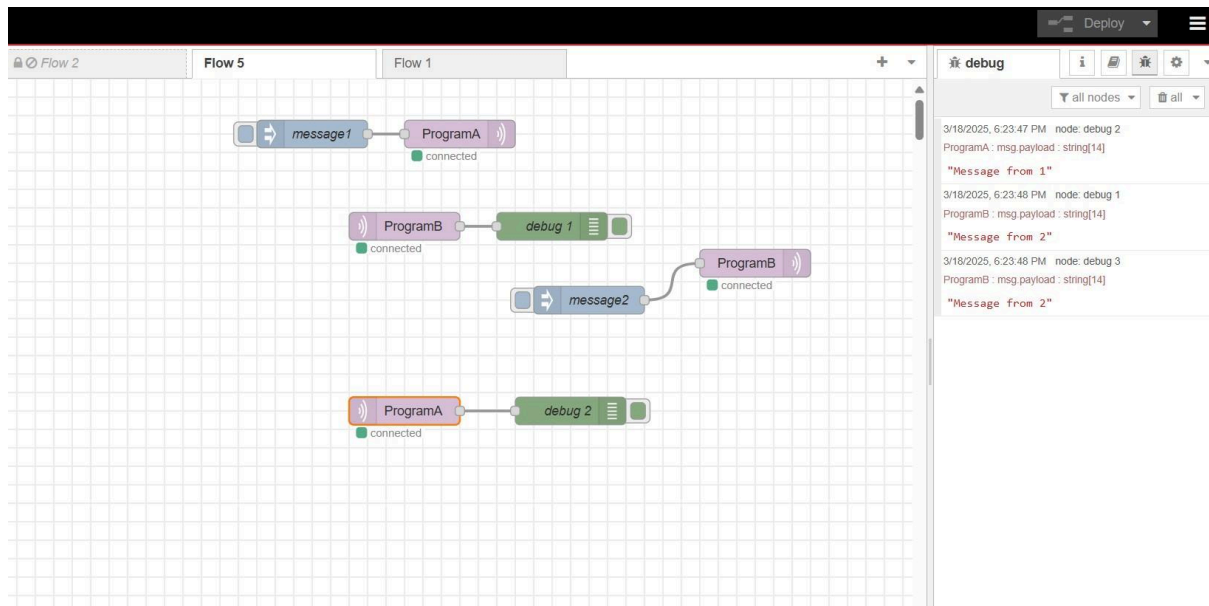 Deploy
Flow 2
Flow 5
Flow 1
debug
i
all nodes
all
message1
ProgramA
connected
ProgramB
connected
debug 1
ProgramB
connected
message2
ProgramA
connected
debug 2
3/18/2025, 6:23:47 PM node: debug 2
ProgramA : msg.payload : string[14]
"Message from 1"
3/18/2025, 6:23:48 PM node: debug 1
ProgramB : msg.payload : string[14]
"Message from 2"
3/18/2025, 6:23:48 PM node: debug 3
ProgramB : msg.payload : string[14]
"Message from 2"